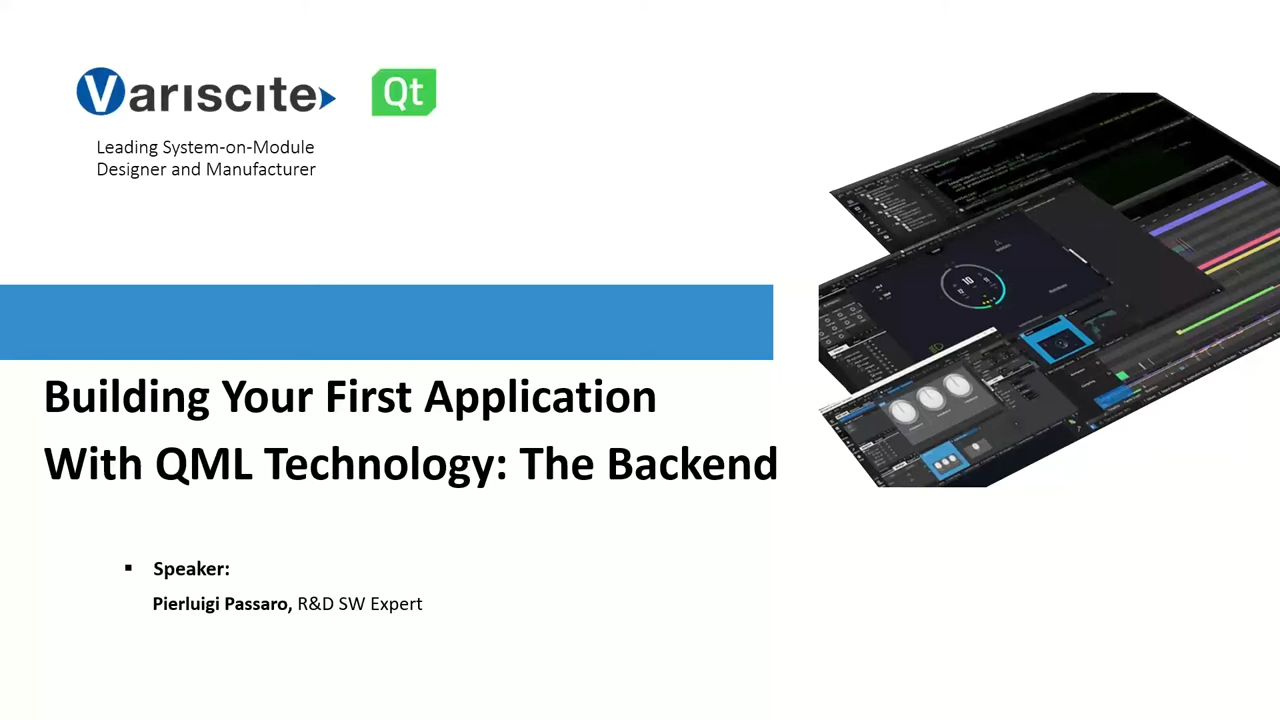 Variscite
Qt
Leading System-on-Module
Designer and Manufacturer
10
Building Your First Application
With QML Technology: The Backend
▪ Speaker:
Pierluigi Passaro, R&D SW Expert